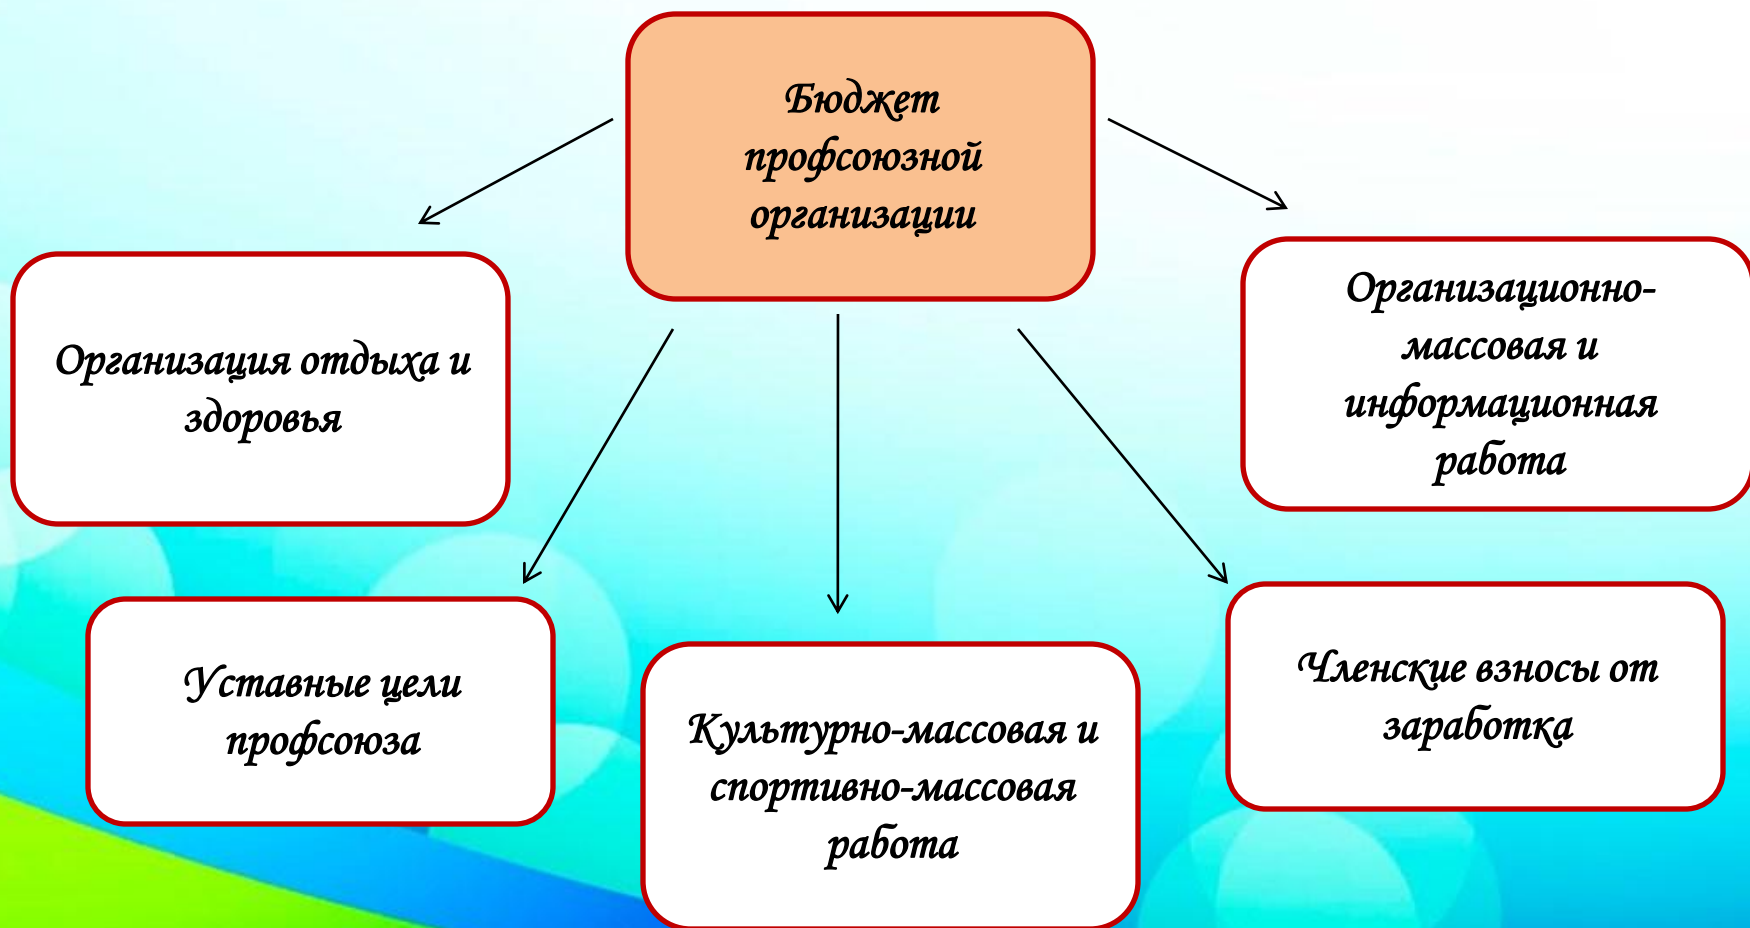 Бюджет
профсоюзной
организации
Организация отдыха и
здоровья
Организационно-
массовая и
информационная
работа
Уставные цели
профсоюза
Культурно-массовая и
спортивно-массовая
работа
Членские взносы от
заработка